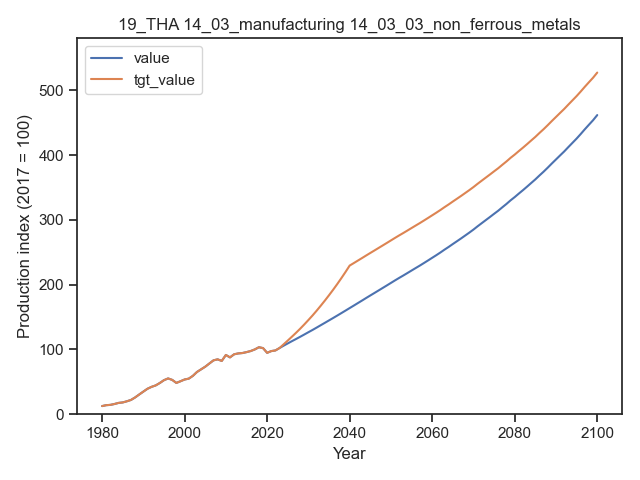 19_THA 14_03_manufacturing 14_03_03_non_ferrous_metals
value
tgt_value
Production index (2017 = 100)
500
400
300
200
100
0
1980
2000
2020
2040
2060
2080
2100
Year